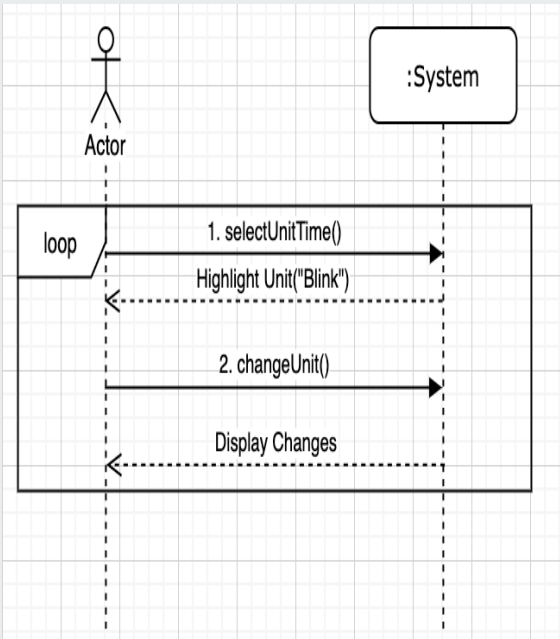 :System
Actor
loop
1. selectUnitTime()
Highlight Unit("Blink")
2. changeUnit()
Display Changes